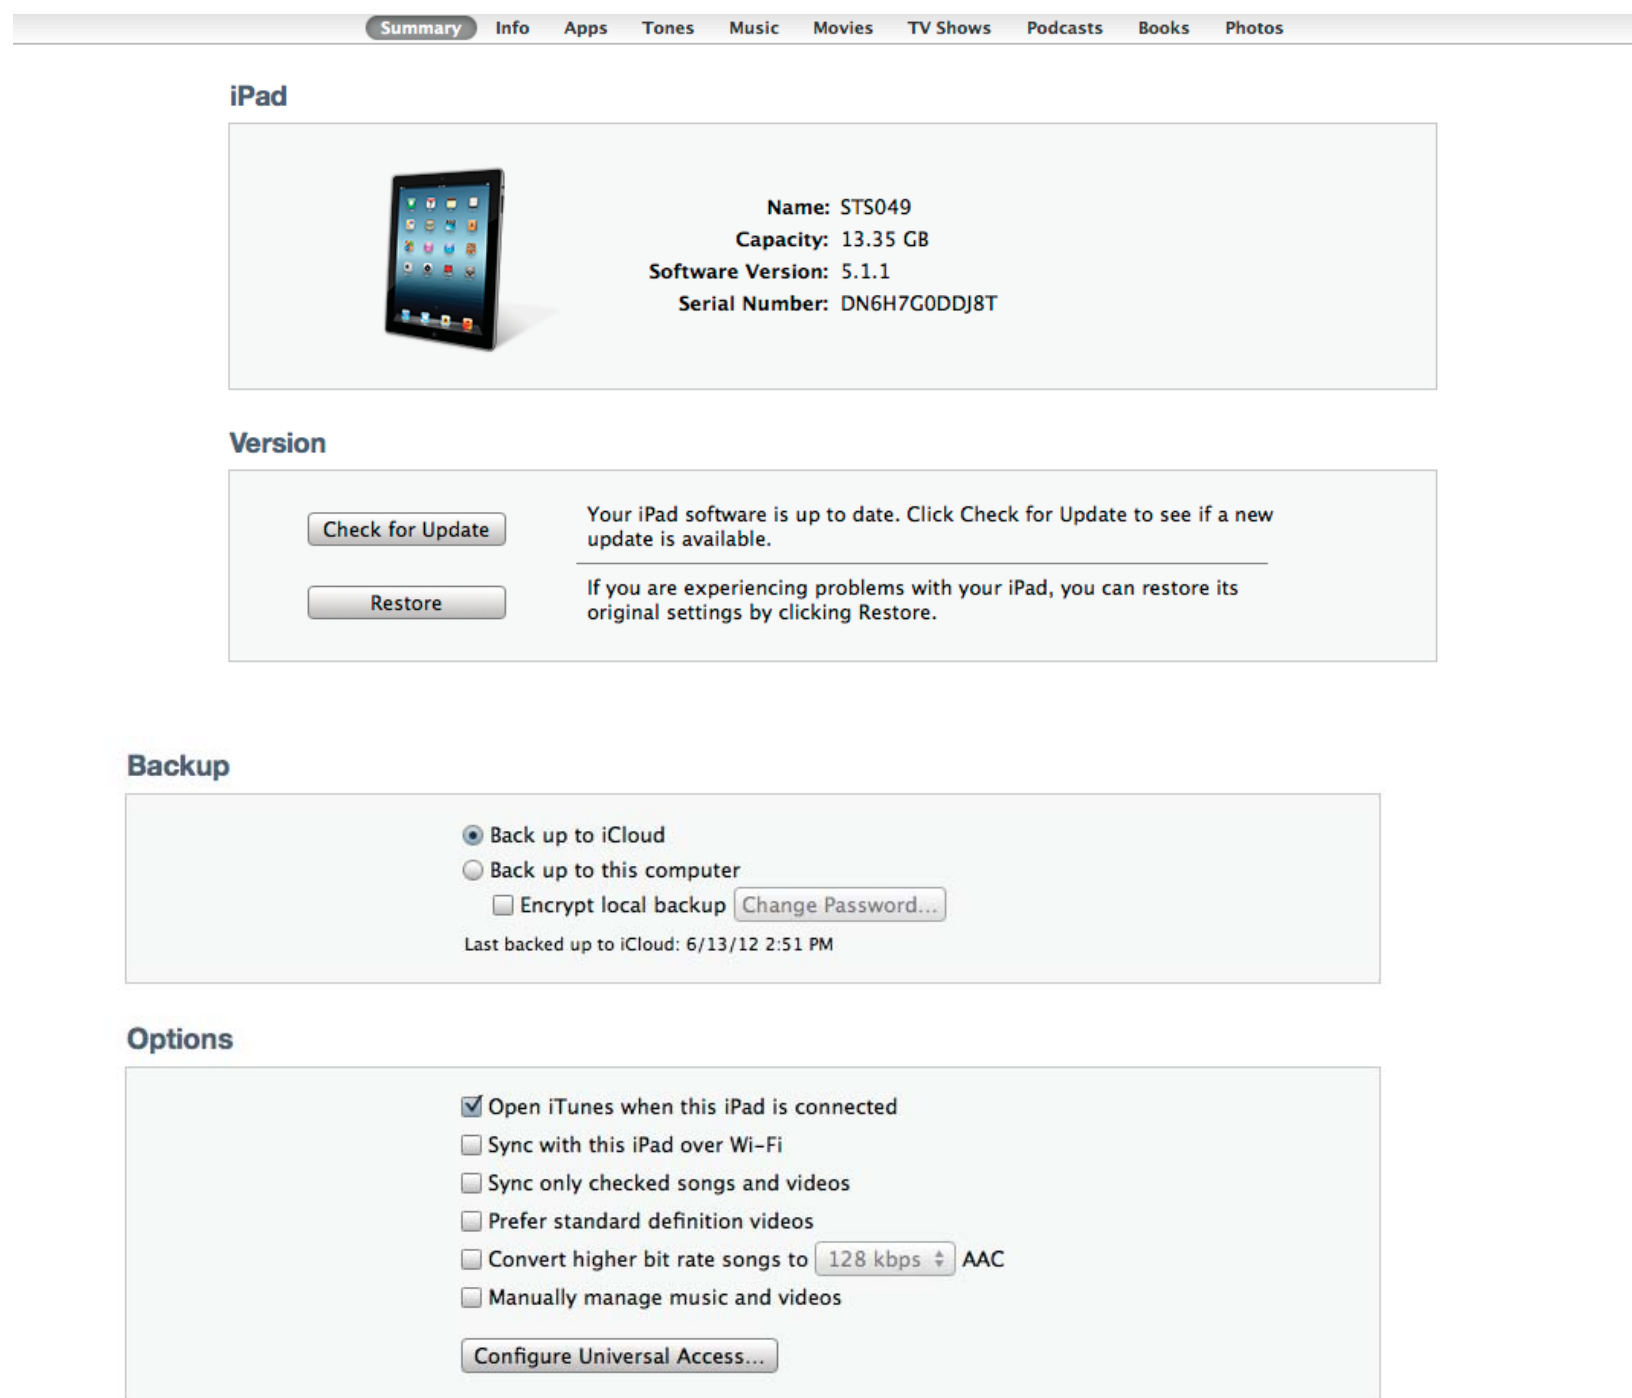 Summary Info Apps Tones Music Movies TV Shows Podcasts Books Photos
iPad
Name: STS049
Capacity: 13.35 GB
Software Version: 5.1.1
Serial Number: DN6H7G0DDJ8T
Version
Check for Update
Your iPad software is up to date. Click Check for Update to see if a new
update is available.
Restore
If you are experiencing problems with your iPad, you can restore its
original settings by clicking Restore.
Backup
Back up to iCloud
Back up to this computer
Encrypt local backup Change Password...
Last backed up to iCloud: 6/13/12 2:51 PM
Options
Open iTunes when this iPad is connected
Sync with this iPad over Wi-Fi
Sync only checked songs and videos
Prefer standard definition videos
Convert higher bit rate songs to 128 kbps AAC
Manually manage music and videos
Configure Universal Access...